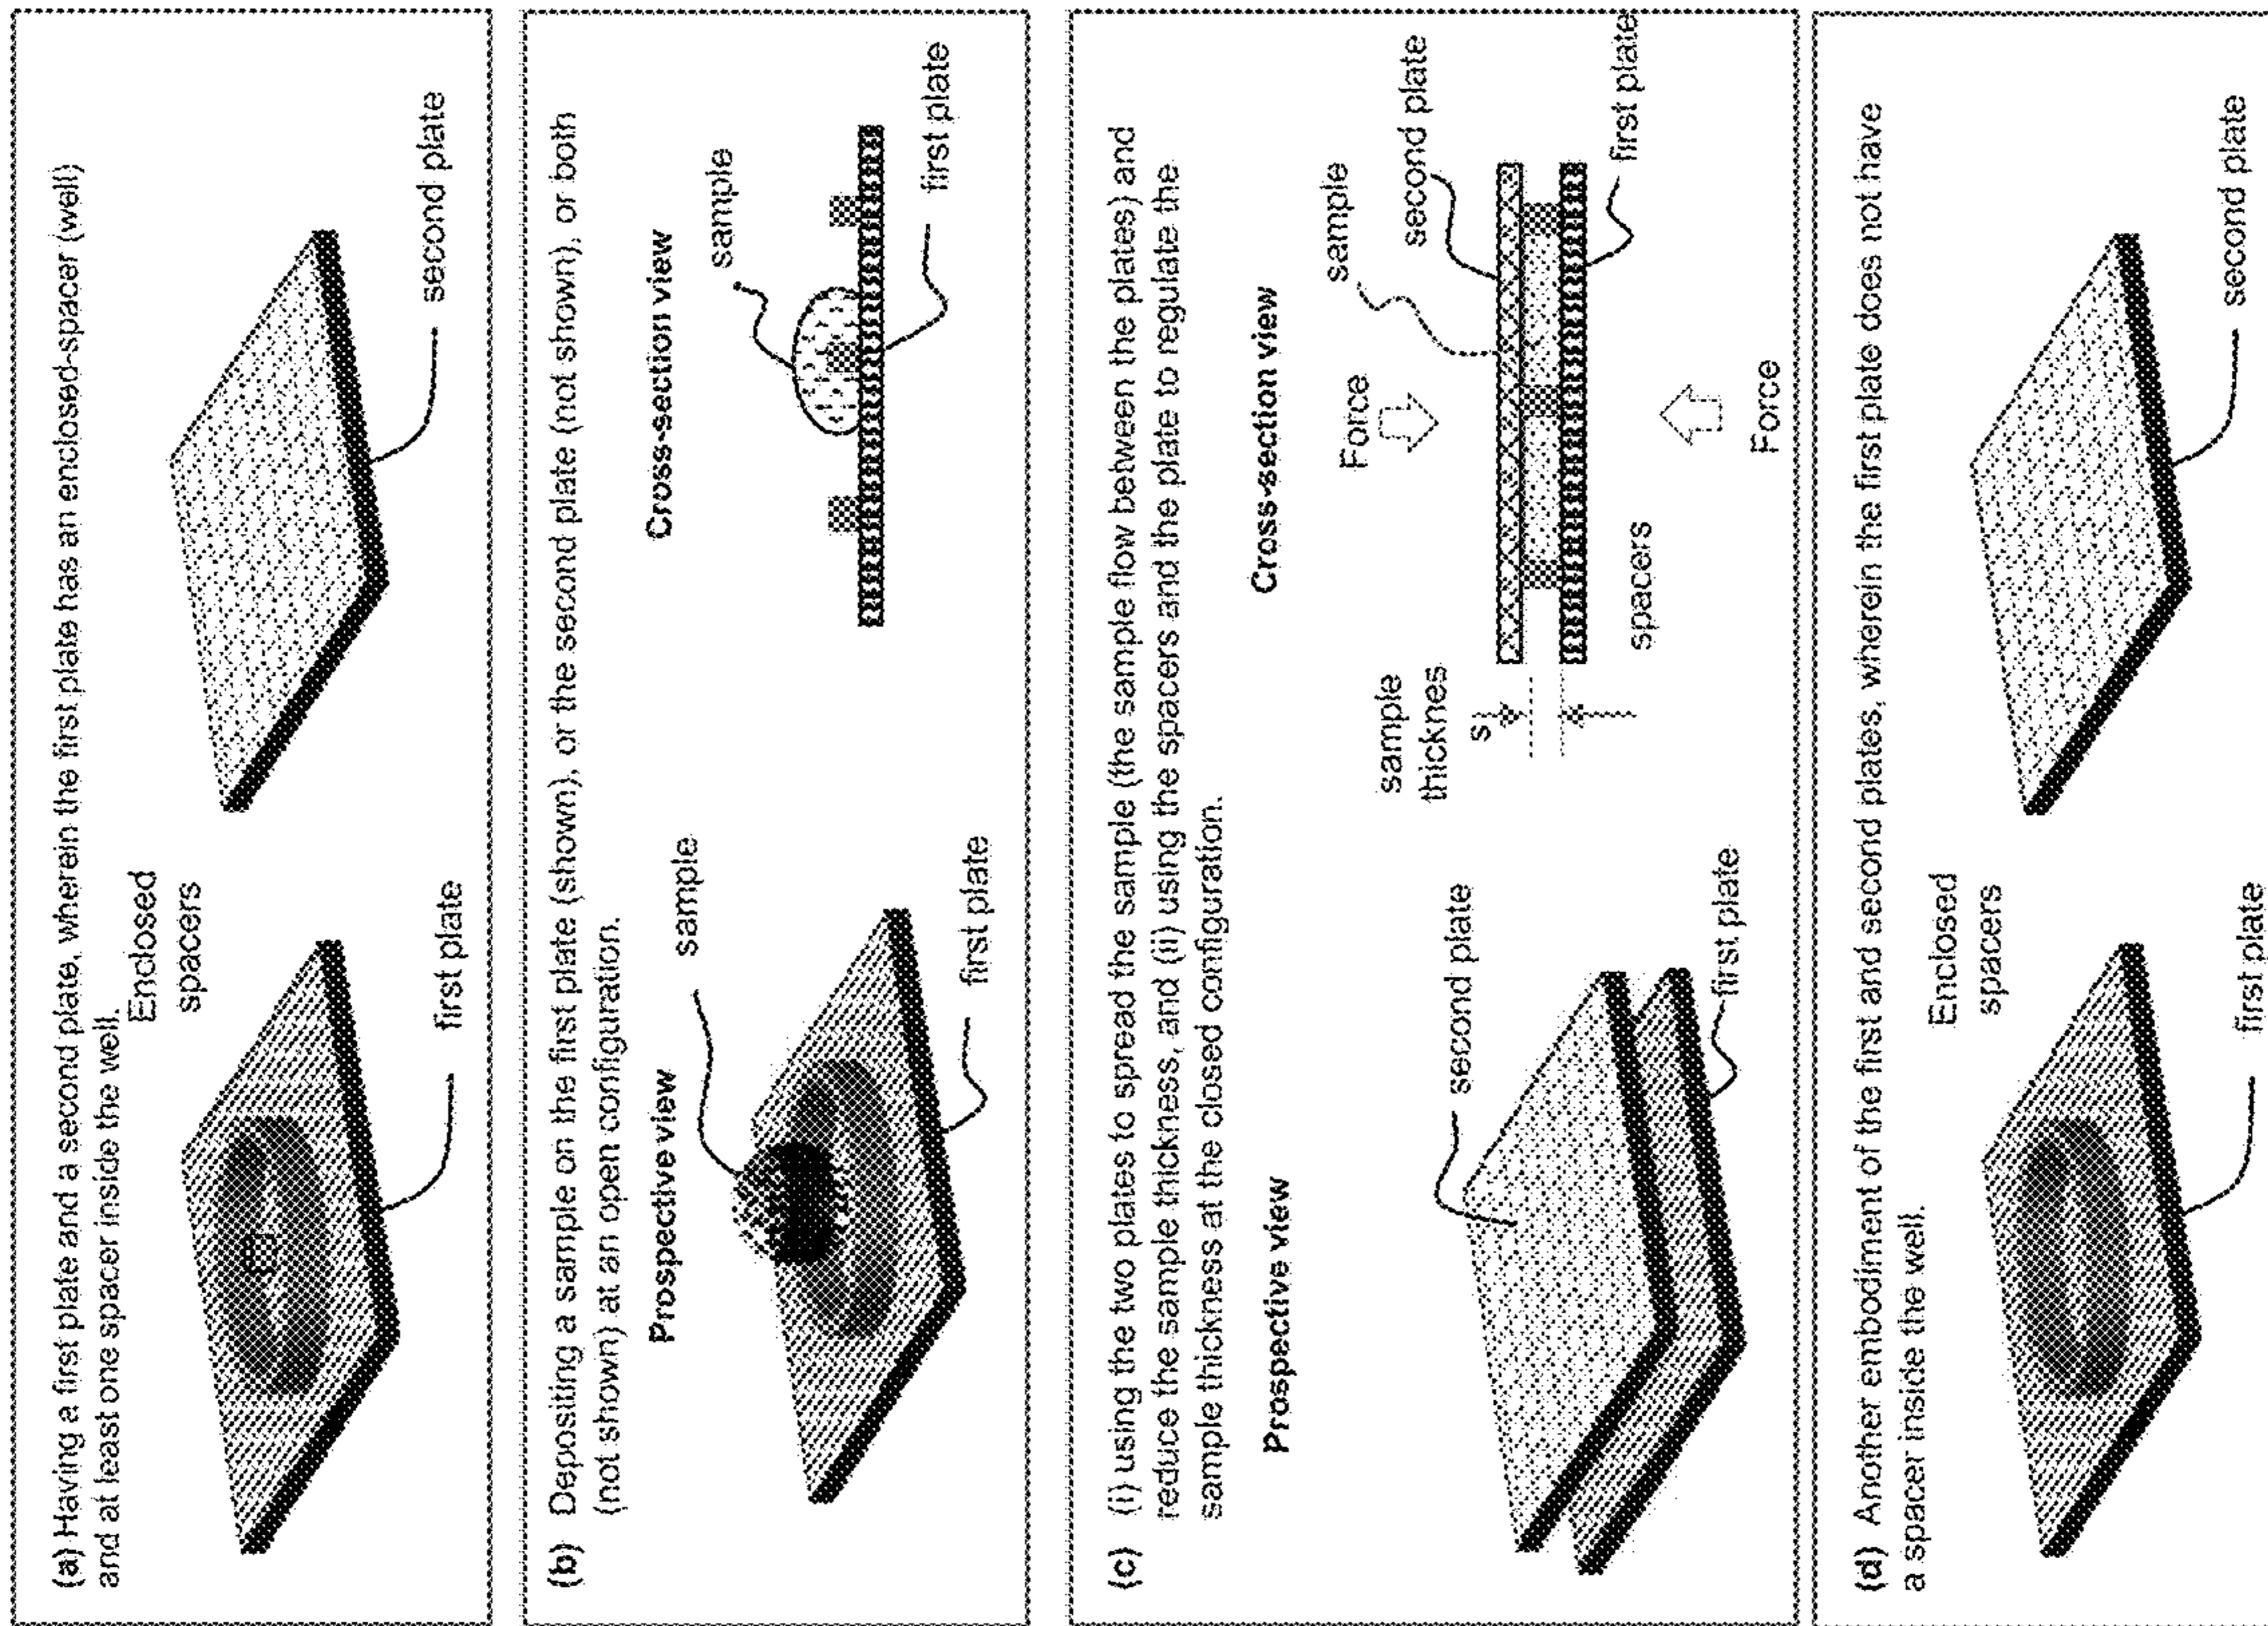 (a) Having a first plate and a second plate, wherein the first plate has an enclosed-spacer (well)
and at least one spacer inside the well.
Enclosed
spacers
first plate
second plate
(b) Depositing a sample on the first plate (shown), or the second plate (not shown), or both
(not shown) at an open configuration.
Prospective view
sample
first plate
Cross-section view
sample
first plate
(c) (i) using the two plates to spread the sample (the sample flow between the plates) and
reduce the sample thickness, and (ii) using the spacers and the plate to regulate the
sample thickness at the closed configuration.
Prospective view
second plate
first plate
Cross-section view
sample
thicknes
s
Force
sample
second plate
first plate
spacers
Force
(d) Another embodiment of the first and second plates, wherein the first plate does not have
a spacer inside the well.
Enclosed
spacers
first plate
second plate